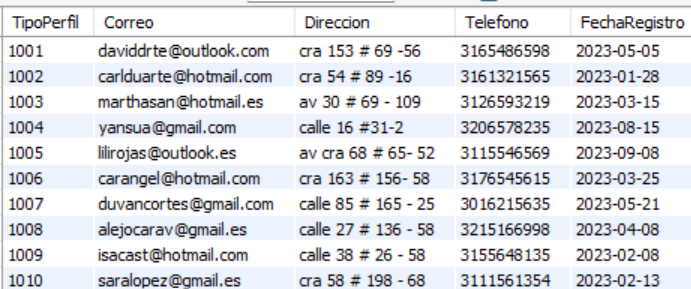 TipoPerfil Correo Direccion Telefono FechaRegistro
1001 daviddrte@outlook.com cra 153 # 69 -56 3165486598 2023-05-05
1002 carlduarte@hotmail.com cra 54 # 89 -16 3161321565 2023-01-28
1003 marthasan@hotmail.es av 30 # 69 - 109 3126593219 2023-03-15
1004 yansua@gmail.com calle 16 #31-2 3206578235 2023-08-15
1005 lilirojas@outlook.es av cra 68 # 65- 52 3115546569 2023-09-08
1006 carangel@hotmail.com cra 163 # 156- 58 3176545615 2023-03-25
1007 duvancortes@gmail.com calle 85 # 165 - 25 3016215635 2023-05-21
1008 alejocarav@gmail.es calle 27 # 136 - 58 3215166998 2023-04-08
1009 isacast@hotmail.com calle 38 # 26 - 58 3155648135 2023-02-08
1010 saralopez@gmail.es cra 58 # 198 - 68 3111561354 2023-02-13